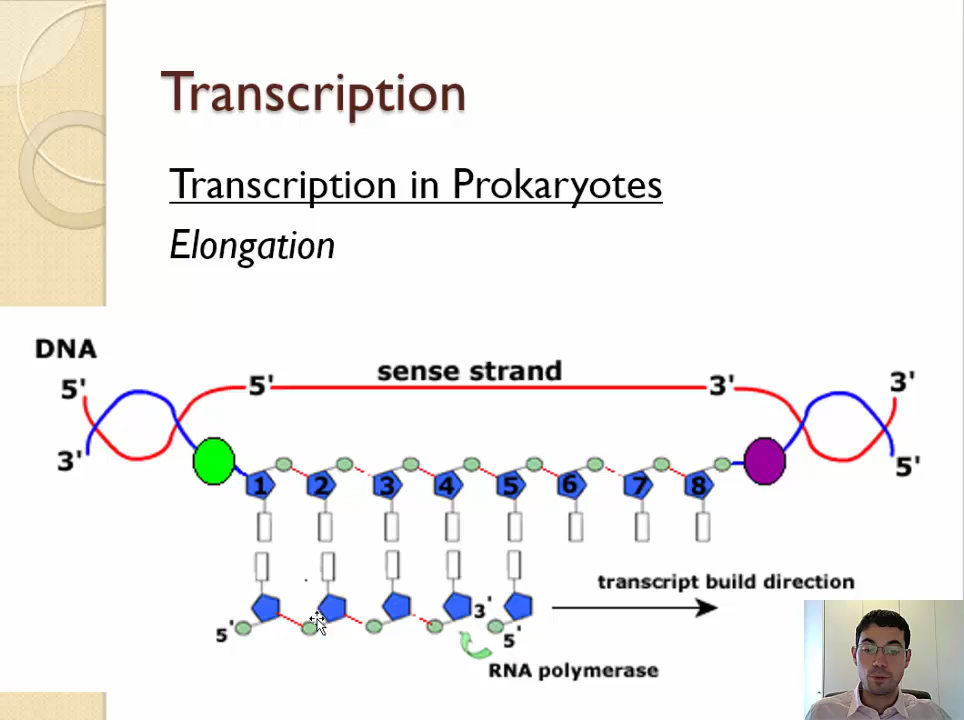 Transcription
Transcription in Prokaryotes
Elongation
DNA
5' 5' sense strand 3' 3'
3' 5'
1 2 3 4 5 6 7 8
transcript build direction
5' 3' 5'
RNA polymerase